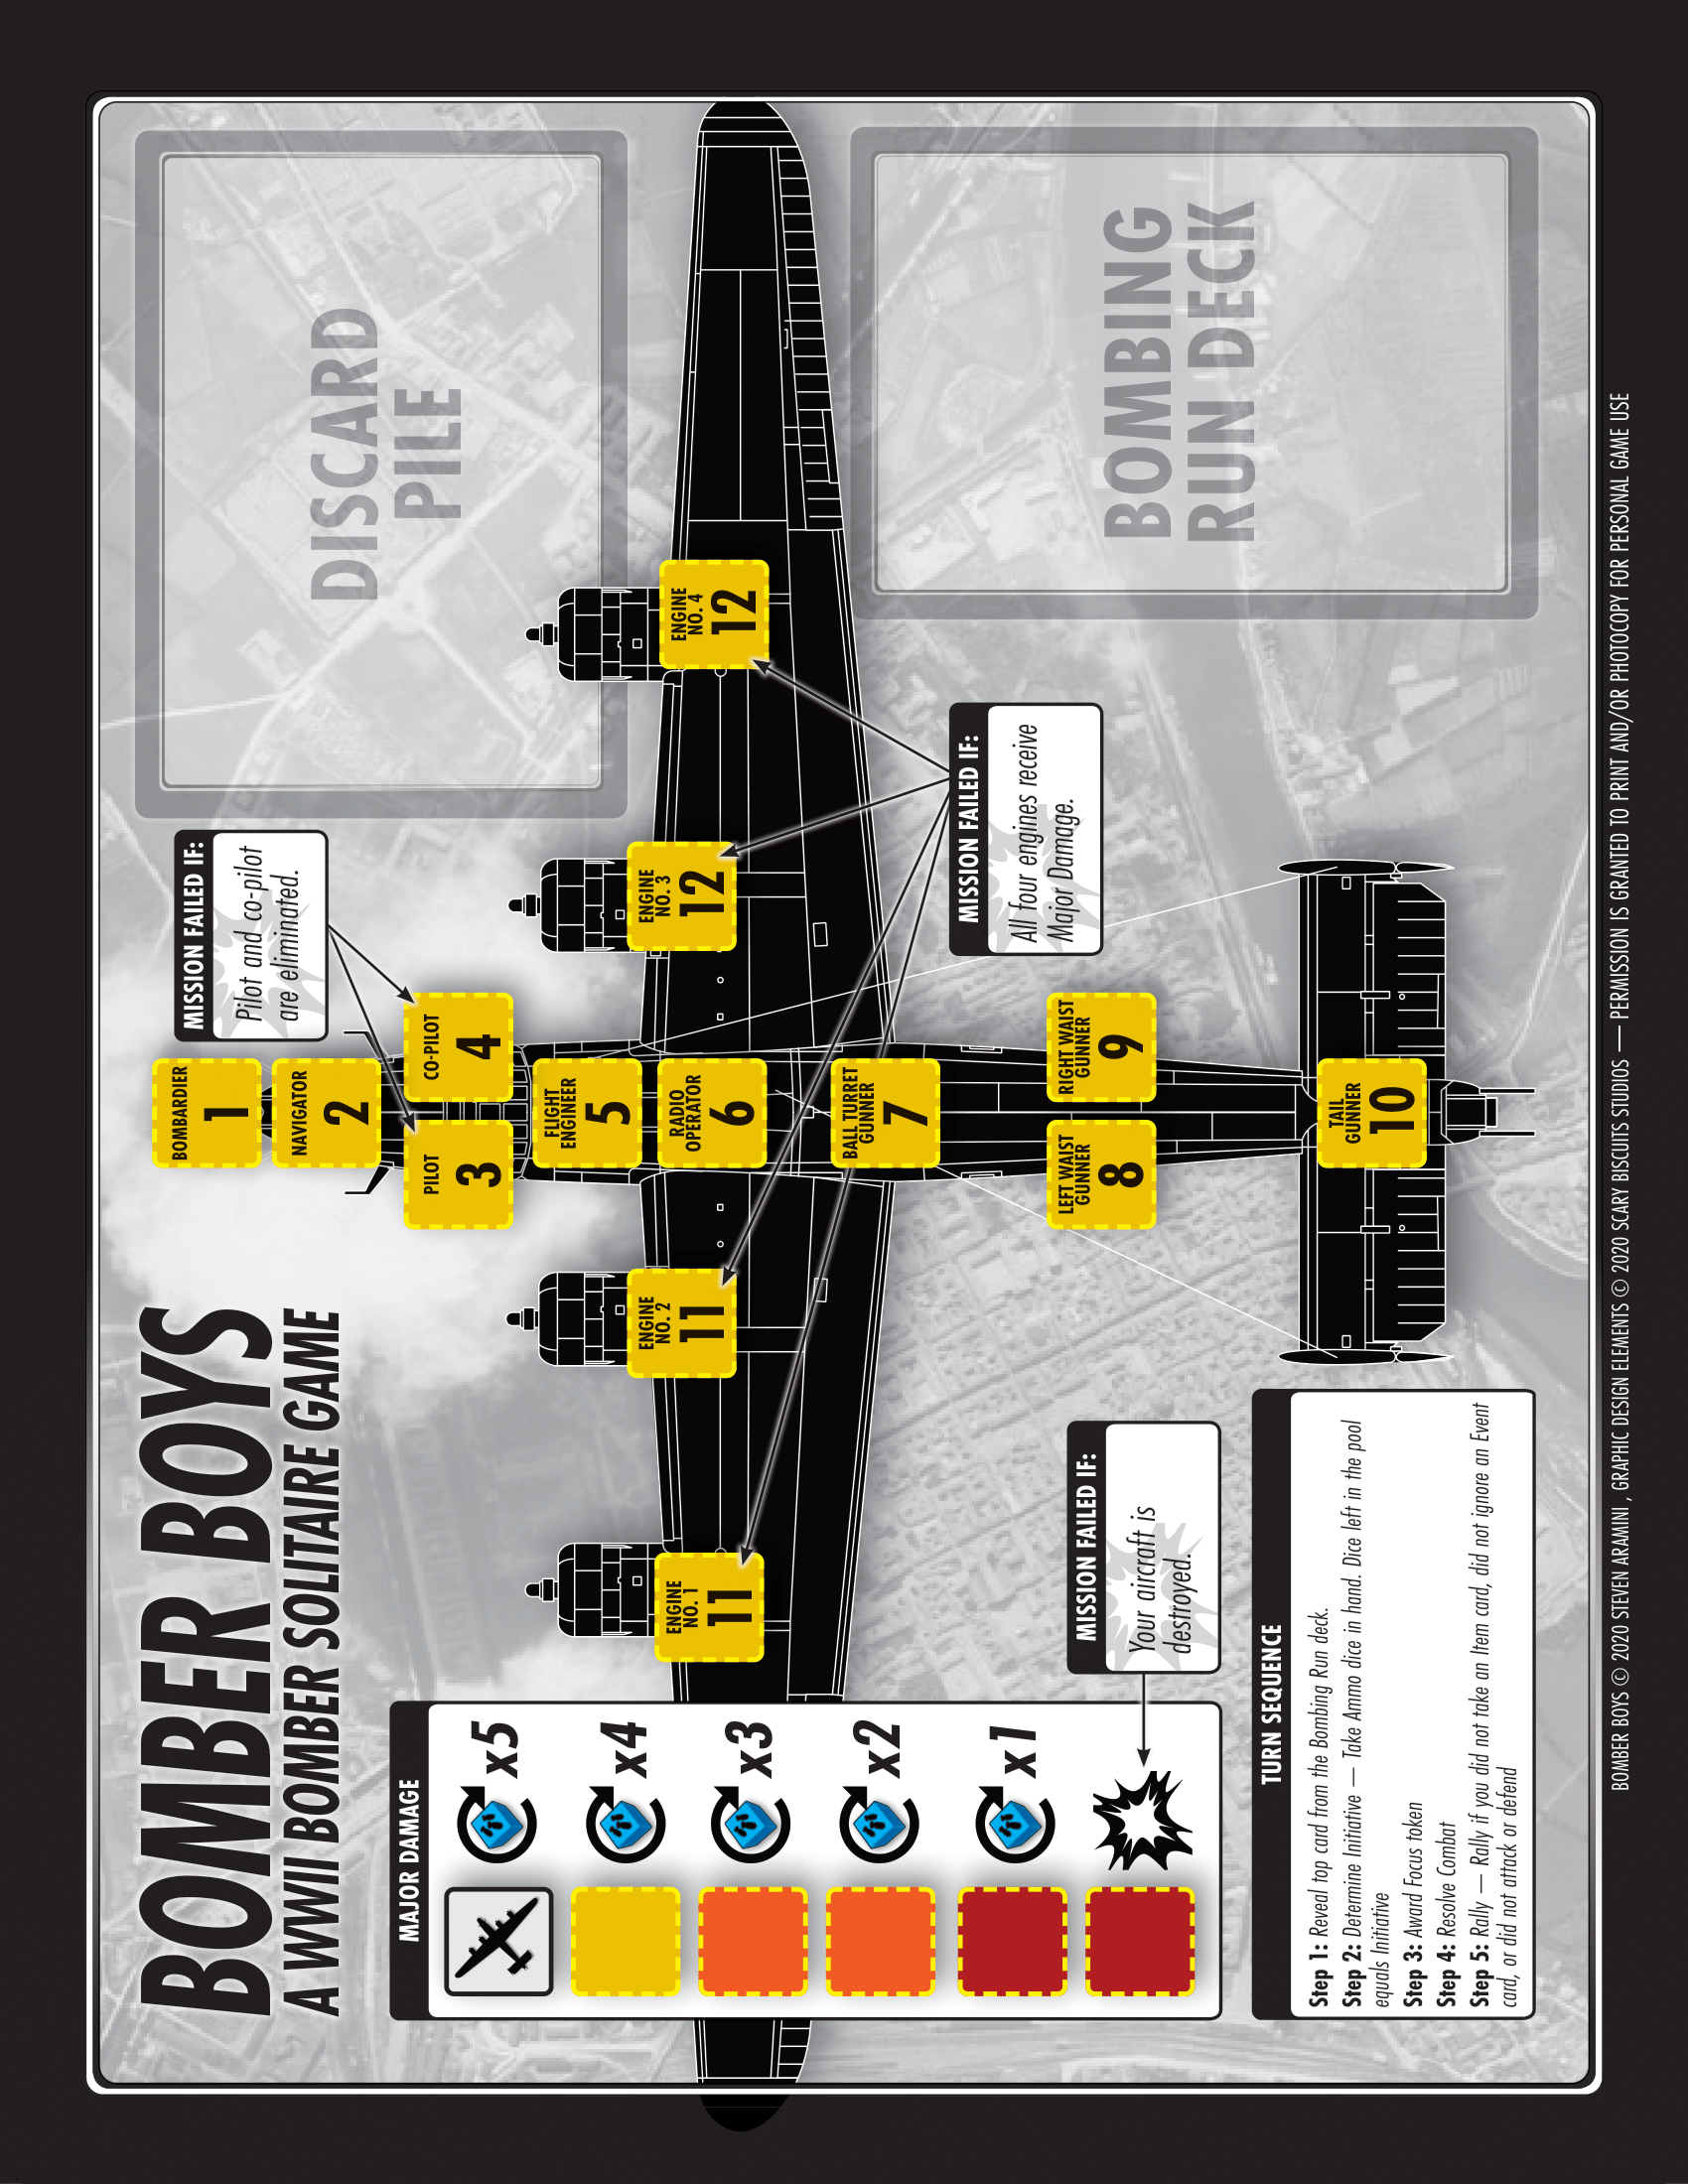 BOMBER BOYS
A WWII BOMBER SOLITAIRE GAME
MAJOR DAMAGE
x5
x4
x3
x2
x1
MISSION FAILED IF:
Your aircraft is
destroyed.
TURN SEQUENCE
Step 1: Reveal top card from the Bombing Run deck.
Step 2: Determine Initiative — Take Ammo dice in hand. Dice left in the pool
equals Initiative
Step 3: Award Focus token
Step 4: Resolve Combat
Step 5: Rally — Rally if you did not take an Item card, did not ignore an Event
card, or did not attack or defend
BOMBARDIER
1
NAVIGATOR
2
PILOT
3
CO-PILOT
4
FLIGHT
ENGINEER
5
RADIO
OPERATOR
6
BALL TURRET
GUNNER
7
LEFT WAIST
GUNNER
8
RIGHT WAIST
GUNNER
9
TAIL
GUNNER
10
ENGINE
NO. 1
11
ENGINE
NO. 2
11
ENGINE
NO. 3
12
ENGINE
NO. 4
12
MISSION FAILED IF:
Pilot and co-pilot
are eliminated.
MISSION FAILED IF:
All four engines receive
Major Damage.
DISCARD
PILE
BOMBING
RUN DECK
BOMBER BOYS © 2020 STEVEN ARAMINI , GRAPHIC DESIGN ELEMENTS © 2020 SCARY BISCUITS STUDIOS — PERMISSION IS GRANTED TO PRINT AND/OR PHOTOCOPY FOR PERSONAL GAME USE